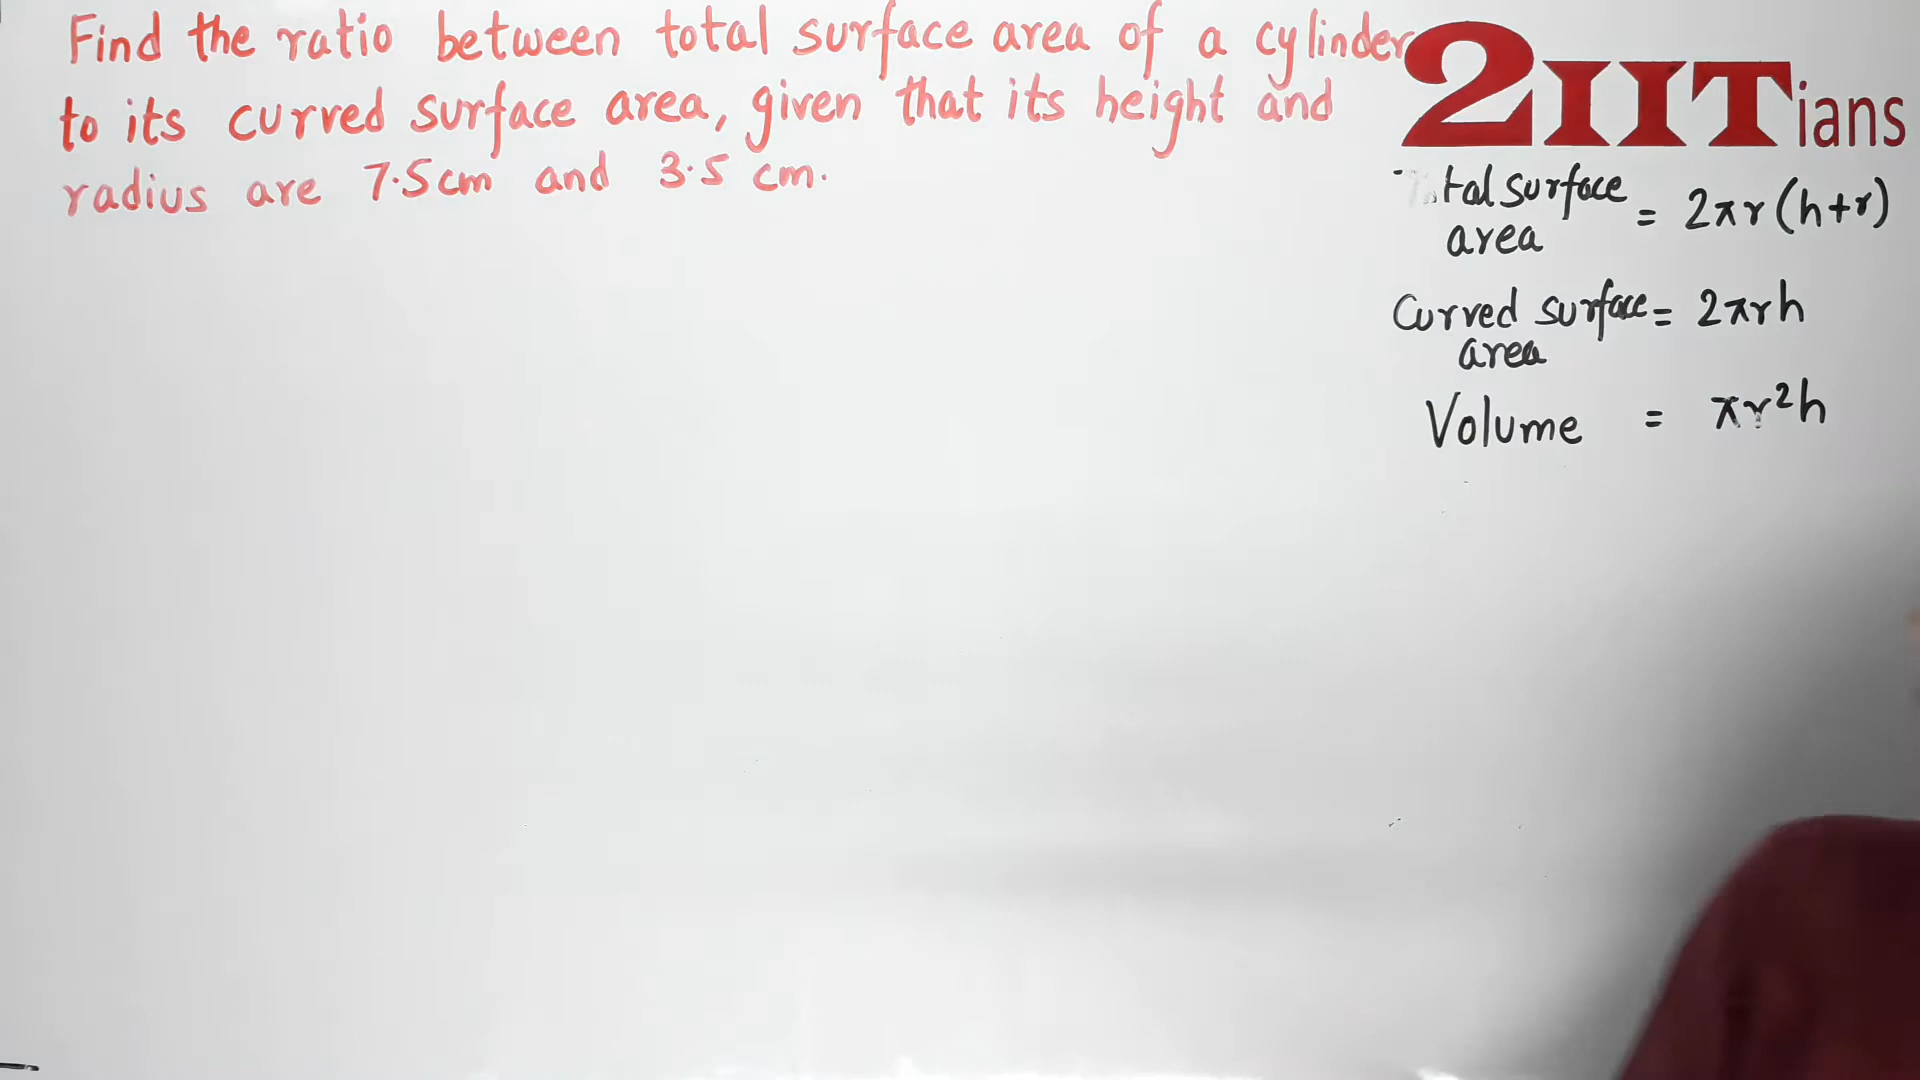 Find the ratio between total surface area of a cylinder
to its curved surface area, given that its height and
radius are 7.5cm and 3.5 cm.
2IITians
surface = 2πr(h+r)
area
Curved surface = 2πrh
area
Volume = πr²h